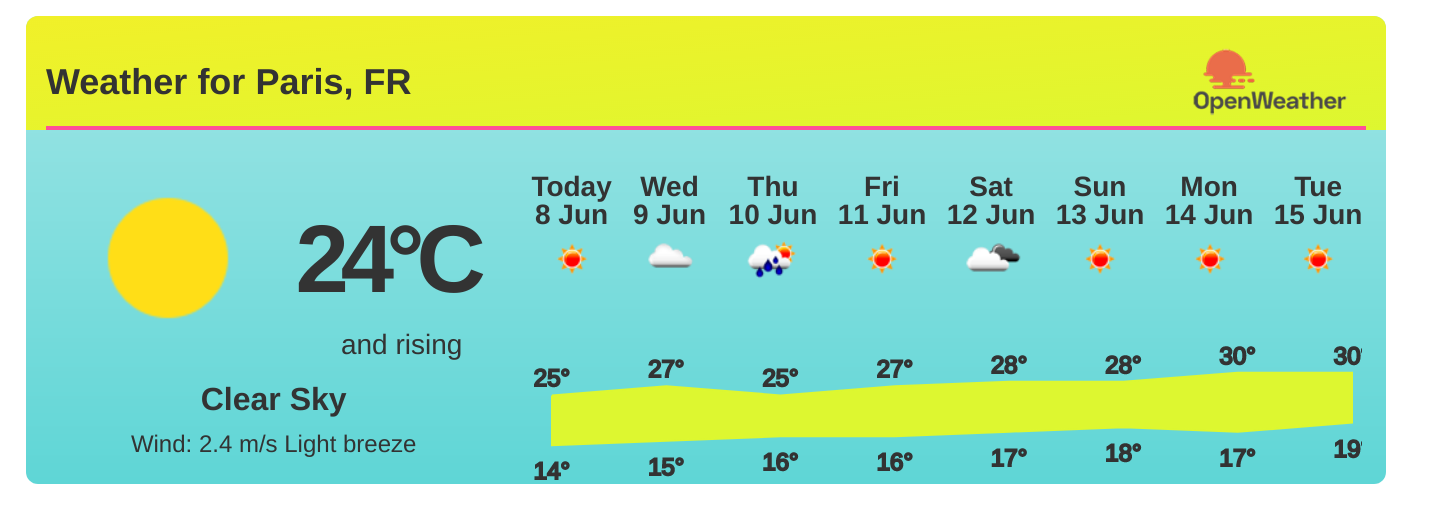 Weather for Paris, FR
OpenWeather
24°C
and rising
Clear Sky
Wind: 2.4 m/s Light breeze
Today Wed Thu Fri Sat Sun Mon Tue
8 Jun 9 Jun 10 Jun 11 Jun 12 Jun 13 Jun 14 Jun 15 Jun
25° 27° 25° 27° 28° 28° 30° 30°
14° 15° 16° 16° 17° 18° 17° 19°